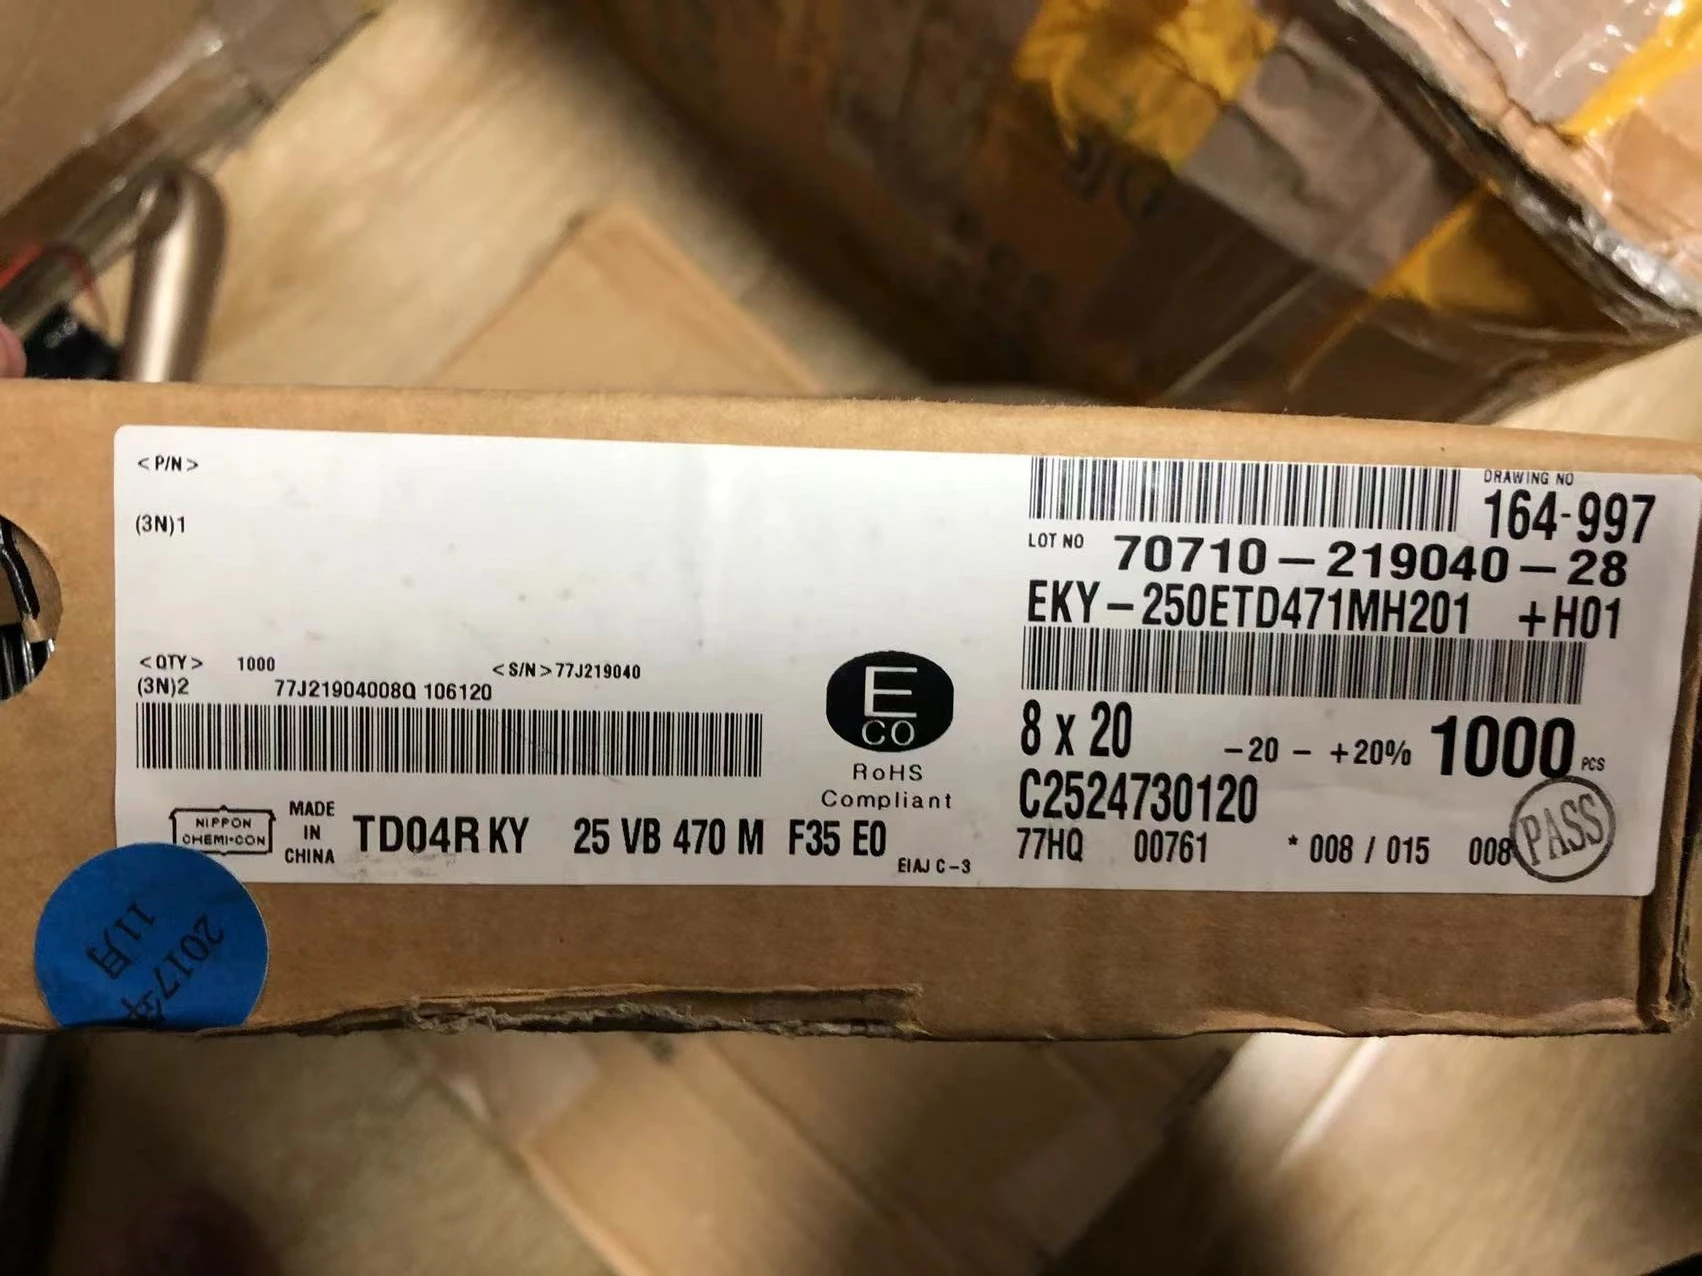 <P/N>
(3N)1
<QTY> 1000 <S/N>77J219040
(3N)2 77J21904008Q 106120
NIPPON
CHEMI-CON
MADE
IN
CHINA
TD04R KY 25 VB 470 M F35 E0
EIAJ C-3
E
CO
RoHS
Compliant
DRAWING NO
164-997
LOT NO 70710-219040-28
EKY-250ETD471MH201 +H01
8 x 20 -20 - +20% 1000 PCS
C2524730120
77HQ 00761 * 008 / 015 008
PASS
2017年
11月